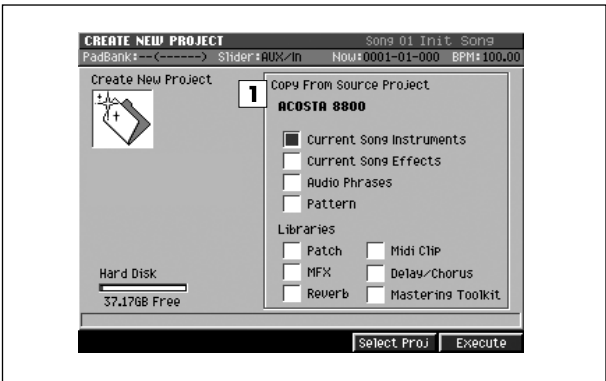 CREATE NEW PROJECT Song 01 Init Song
PadBank:--(------) Slider:AUX/In Now:0001-01-000 BPM:100.00
Create New Project
1
Copy From Source Project
ACOSTA 8800
Current Song Instruments
Current Song Effects
Audio Phrases
Pattern
Libraries
Patch Midi Clip
MFX Delay/Chorus
Reverb Mastering Toolkit
Hard Disk
37.17GB Free
Select Proj Execute